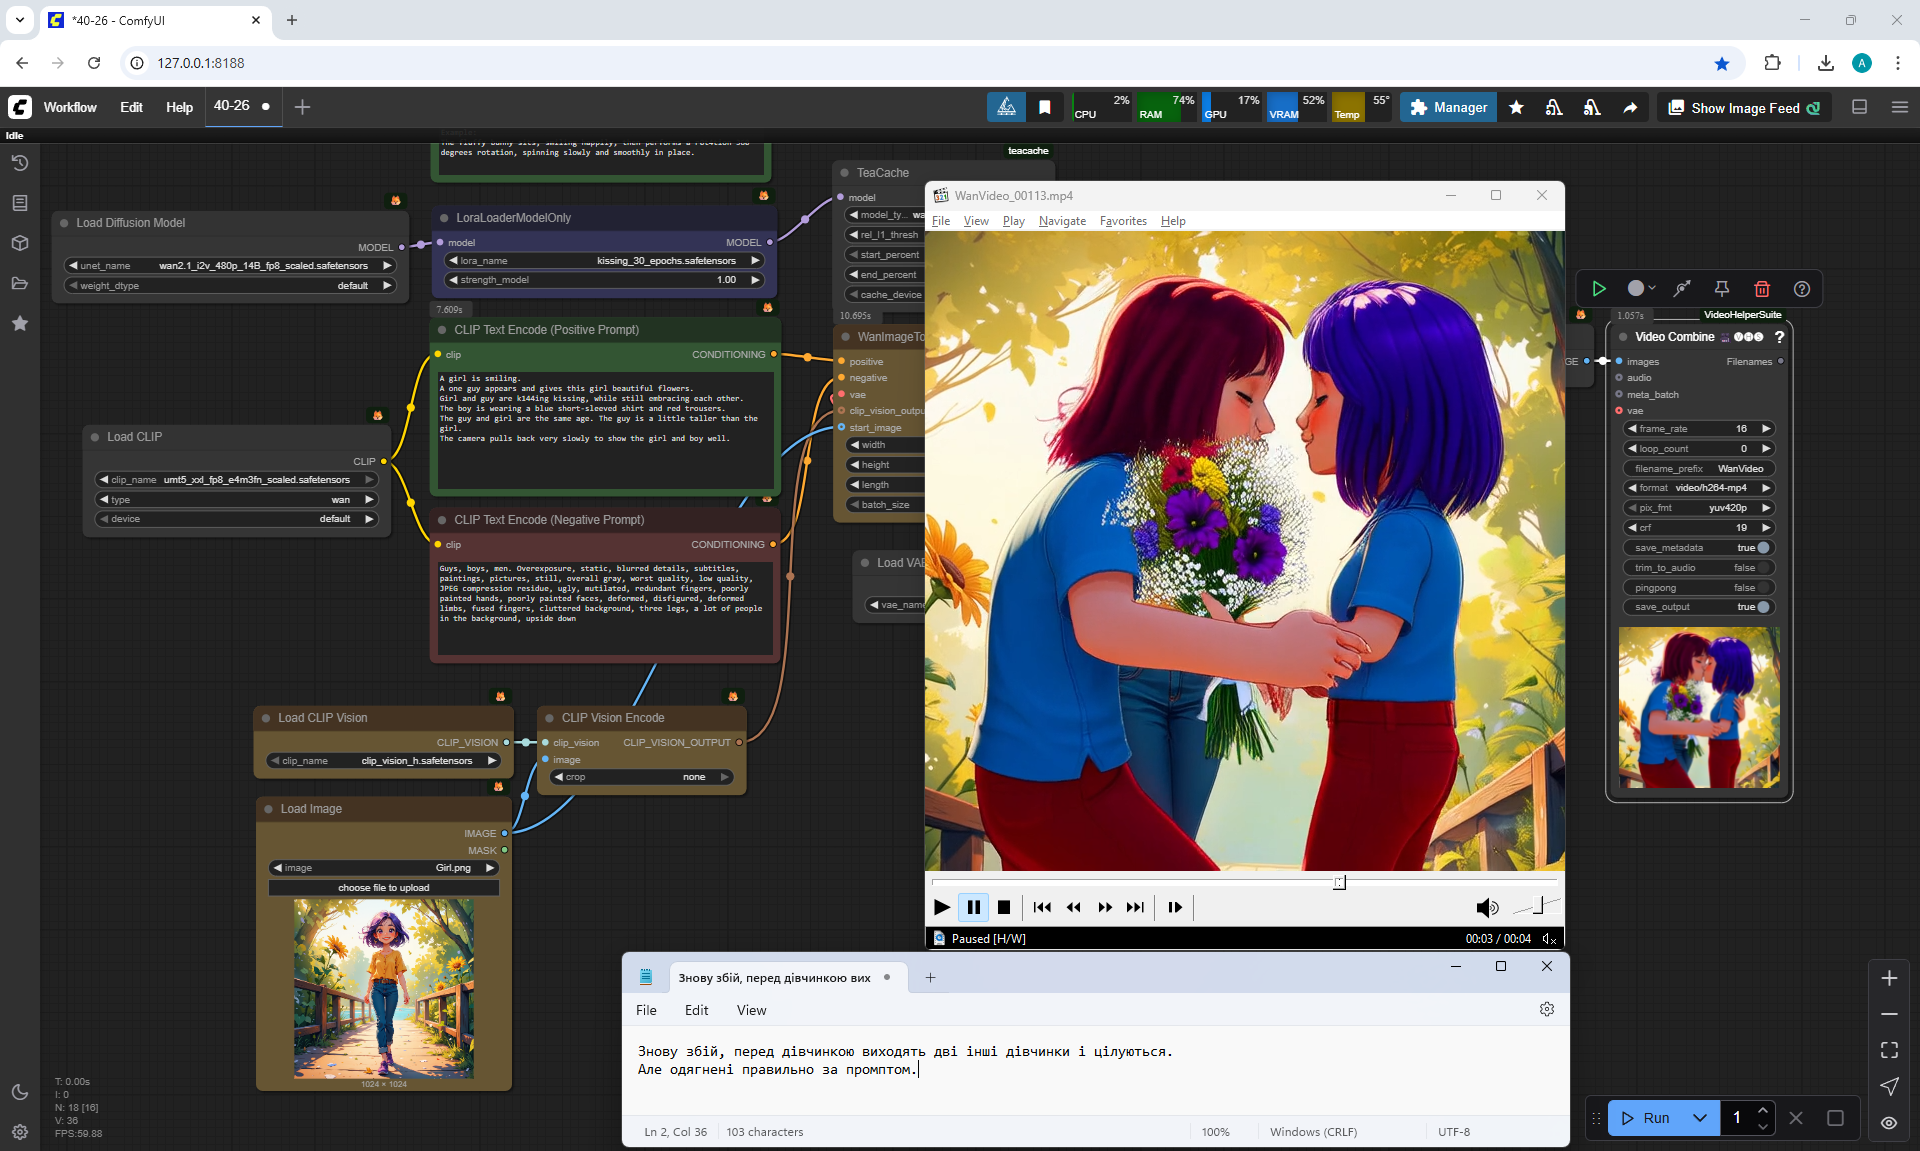 *40-26 - ComfyUI
127.0.0.1:8188
A
Workflow
Edit
Help
40-26
CPU
2%
RAM
74%
GPU
17%
VRAM
52%
Temp
55°
Manager
Show Image Feed
Idle
degrees rotation, spinning slowly and smoothly in place.
Load Diffusion Model
MODEL
unet_name
wan2.1_i2v_480p_14B_fp8_scaled.safetensors
weight_dtype
default
LoraLoaderModelOnly
model
MODEL
lora_name
kissing_30_epochs.safetensors
strength_model
1.00
7.609s
CLIP Text Encode (Positive Prompt)
clip
CONDITIONING
A girl is smiling.
A one guy appears and gives this girl beautiful flowers.
Girl and guy are k144ing kissing, while still embracing each other.
The boy is wearing a blue short-sleeved shirt and red trousers.
The guy and girl are the same age. The guy is a little taller than the
girl.
The camera pulls back very slowly to show the girl and boy well.
Load CLIP
CLIP
clip_name
umt5_xxl_fp8_e4m3fn_scaled.safetensors
type
wan
device
default
CLIP Text Encode (Negative Prompt)
clip
CONDITIONING
Guys, boys, men. Overexposure, static, blurred details, subtitles,
paintings, pictures, still, overall gray, worst quality, low quality,
JPEG compression residue, ugly, mutilated, redundant fingers, poorly
painted hands, poorly painted faces, deformed, disfigured, deformed
limbs, fused fingers, cluttered background, three legs, a lot of people
in the background, upside down
Load CLIP Vision
CLIP_VISION
clip_name
clip_vision_h.safetensors
CLIP Vision Encode
clip_vision
CLIP_VISION_OUTPUT
image
crop
none
Load Image
IMAGE
MASK
image
Girl.png
choose file to upload
1024 × 1024
T: 0.00s
I: 0
N: 18 [16]
V: 36
FPS:59.88
teacache
TeaCache
model
model_ty...
rel_l1_thresh
start_percent
end_percent
cache_device
10.695s
WanImageTo
positive
negative
vae
clip_vision_outpu
start_image
width
height
length
batch_size
Load VAE
vae_name
WanVideo_00113.mp4
File
View
Play
Navigate
Favorites
Help
Paused [H/W]
00:03 / 00:04
1.057s
VideoHelperSuite
Video Combine
VHS
?
GE
images
Filenames
audio
meta_batch
vae
frame_rate
16
loop_count
0
filename_prefix
WanVideo
format
video/h264-mp4
pix_fmt
yuv420p
crf
19
save_metadata
true
trim_to_audio
false
pingpong
false
save_output
true
Знову збій, перед дівчинкою вих
File
Edit
View
Знову збій, перед дівчинкою виходять дві інші дівчинки і цілуються.
Але одягнені правильно за промптом.
Ln 2, Col 36
103 characters
100%
Windows (CRLF)
UTF-8
Run
1